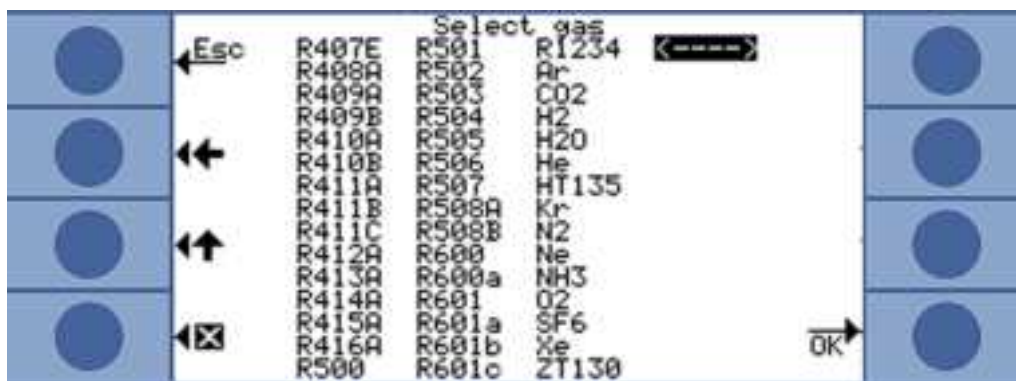 Select gas
Esc R407E R501 R1234 <---->
R408A R502 Ar
R409A R503 CO2
R409B R504 H2
R410A R505 H2O
R410B R506 He
R411A R507 HT135
R411B R508A Kr
R411C R508B N2
R412A R600 Ne
R413A R600a NH3
R414A R601 O2
R415A R601a SF6
R416A R601b Xe OK
R500 R601c ZT130